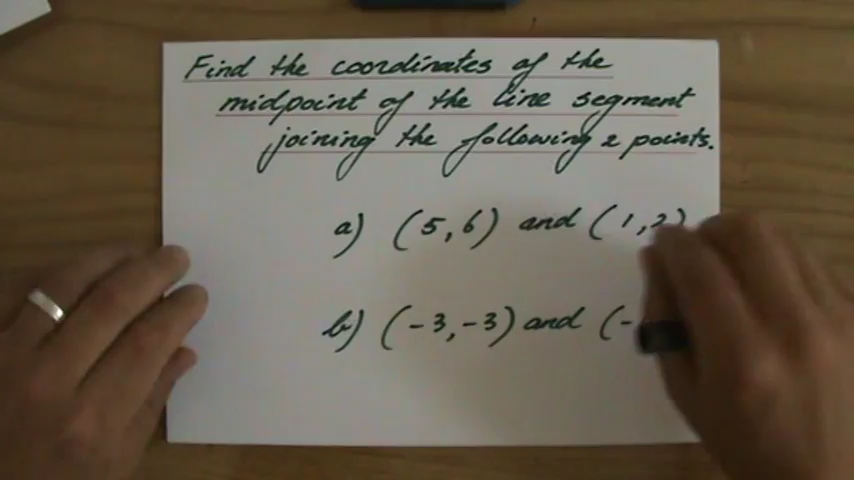 Find the coordinates of the
midpoint of the line segment
joining the following 2 points.
a) (5,6) and (1,2)
b) (-3,-3) and (-